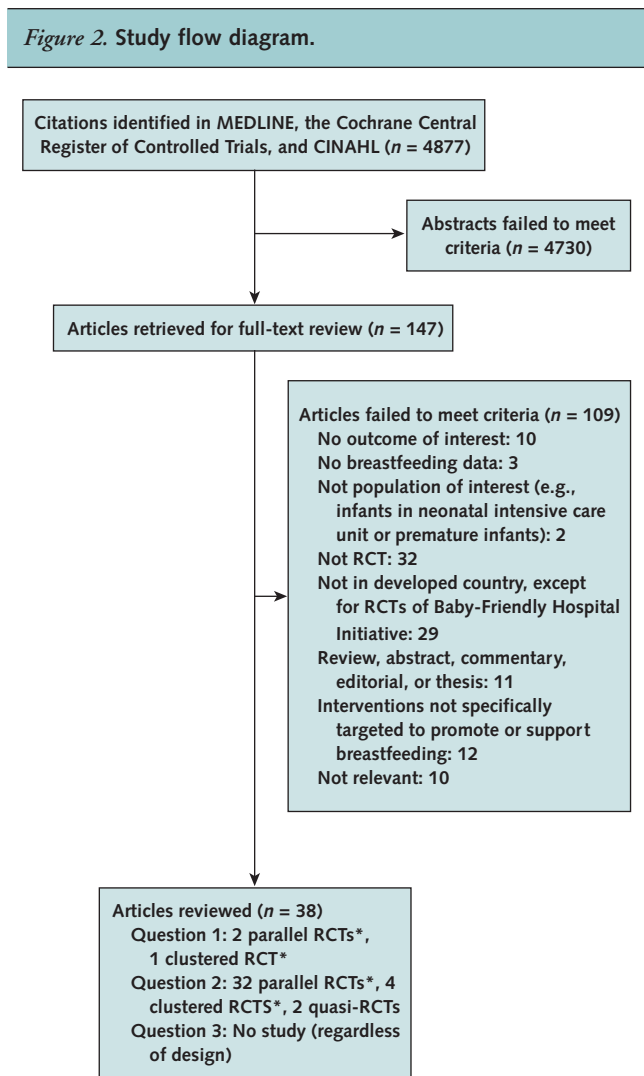 Figure 2. Study flow diagram.
Citations identified in MEDLINE, the Cochrane Central
Register of Controlled Trials, and CINAHL (n = 4877)
Abstracts failed to meet
criteria (n = 4730)
Articles retrieved for full-text review (n = 147)
Articles failed to meet criteria (n = 109)
No outcome of interest: 10
No breastfeeding data: 3
Not population of interest (e.g.,
infants in neonatal intensive care
unit or premature infants): 2
Not RCT: 32
Not in developed country, except
for RCTs of Baby-Friendly Hospital
Initiative: 29
Review, abstract, commentary,
editorial, or thesis: 11
Interventions not specifically
targeted to promote or support
breastfeeding: 12
Not relevant: 10
Articles reviewed (n = 38)
Question 1: 2 parallel RCTs*,
1 clustered RCT*
Question 2: 32 parallel RCTs*, 4
clustered RCTS*, 2 quasi-RCTs
Question 3: No study (regardless
of design)